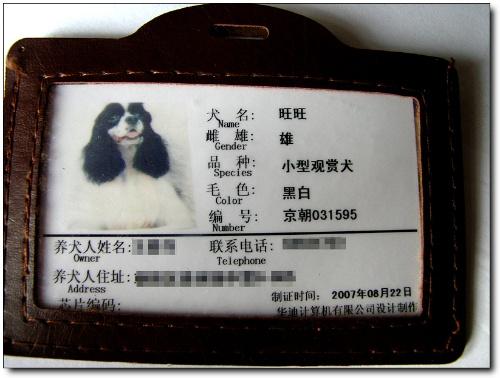 犬 名: 旺旺
Name
雌 雄: 雄
Gender
品 种: 小型观赏犬
Species
毛 色: 黑白
Color
编 号: 京朝031595
Number
养犬人姓名: 联系电话:
Owner Telephone
养犬人住址:
Address
制证时间: 2007年08月22日
芯片编码: 华迪计算机有限公司设计制作